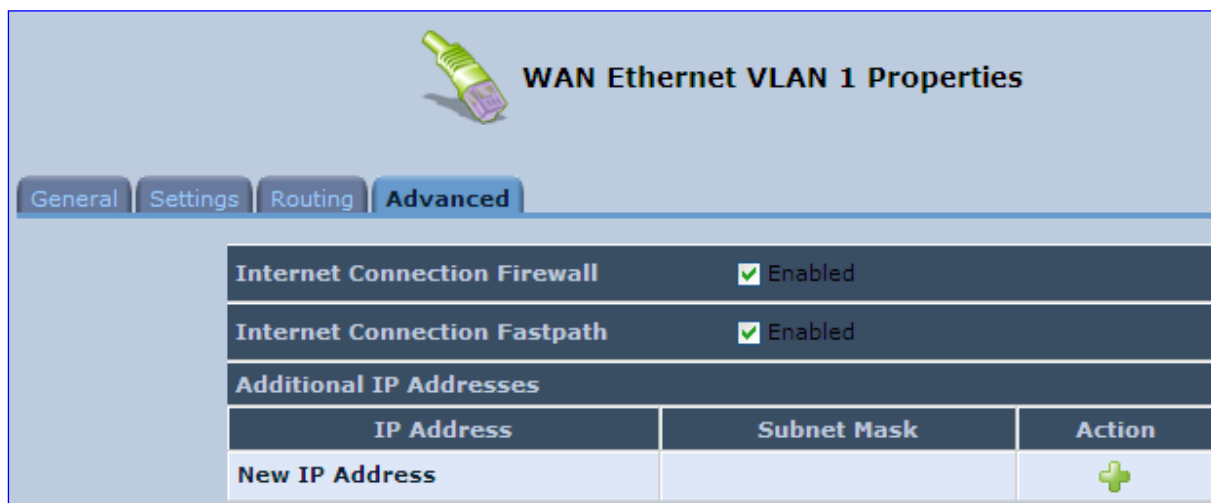 WAN Ethernet VLAN 1 Properties
General Settings Routing Advanced
Internet Connection Firewall Enabled
Internet Connection Fastpath Enabled
Additional IP Addresses
IP Address Subnet Mask Action
New IP Address